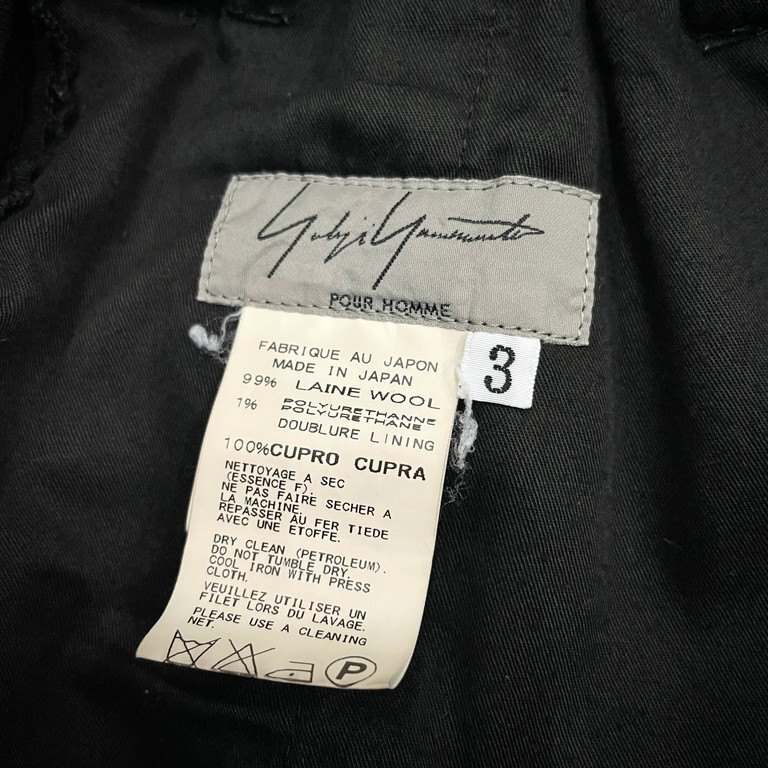 Yohji Yamamoto
POUR HOMME
3
FABRIQUE AU JAPON
MADE IN JAPAN
99% LAINE WOOL
1% POLYURETHANNE
POLYURETHANE
DOUBLURE LINING
100%CUPRO CUPRA
NETTOYAGE A SEC
(ESSENCE F).
NE PAS FAIRE SECHER A
LA MACHINE.
REPASSER AU FER TIEDE
AVEC UNE ETOFFE.
DRY CLEAN (PETROLEUM).
DO NOT TUMBLE DRY.
COOL IRON WITH PRESS
CLOTH.
VEUILLEZ UTILISER UN
FILET LORS DU LAVAGE.
PLEASE USE A CLEANING
NET.
P